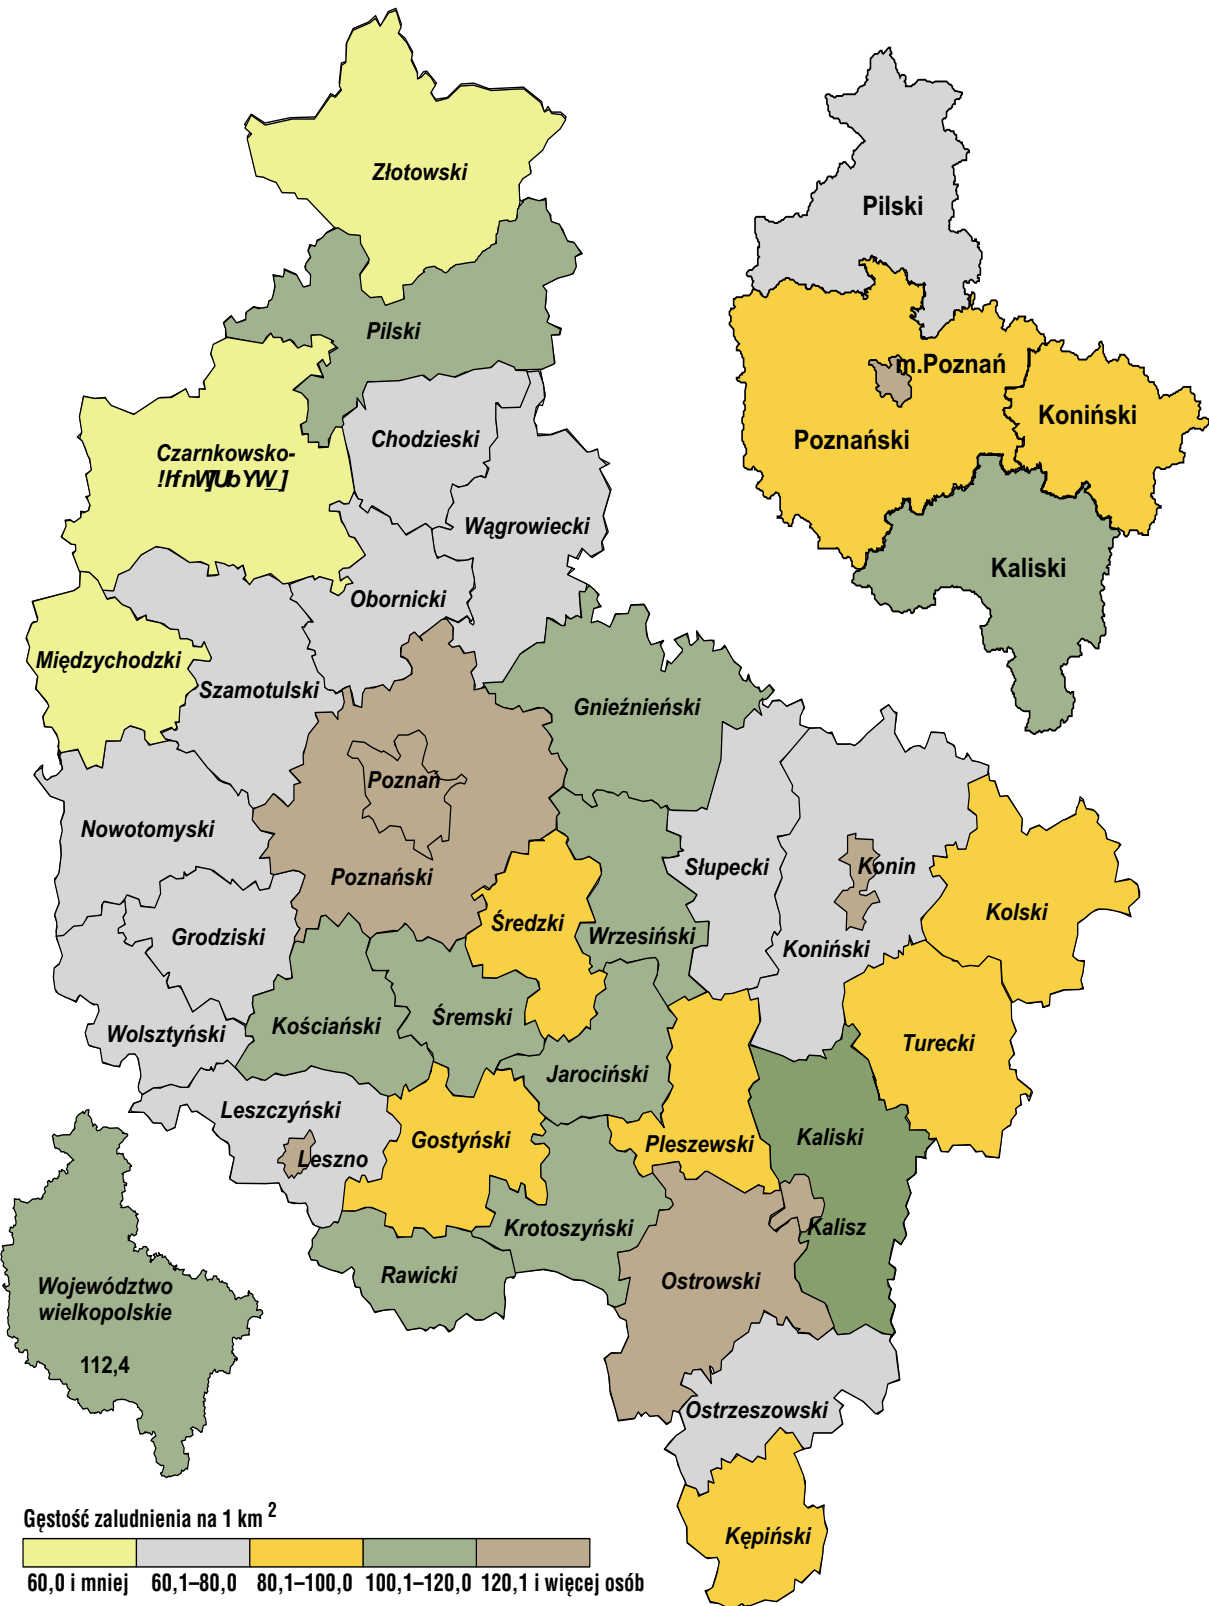 Złotowski
Pilski
Pilski
m.Poznań
Koniński
Poznański
Kaliski
Czarnkowsko-
!hfnW]UbYW_]
Chodzieski
Wągrowiecki
Obornicki
Międzychodzki
Szamotulski
Gnieźnieński
Poznań
Nowotomyski
Poznański
Słupecki
Konin
Koniński
Kolski
Grodziski
Średzki
Wrzesiński
Wolsztyński
Kościański
Śremski
Jarociński
Turecki
Leszczyński
Leszno
Gostyński
Pleszewski
Kaliski
Kalisz
Krotoszyński
Rawicki
Ostrowski
Województwo
wielkopolskie
112,4
Ostrzeszowski
Kępiński
Gęstość zaludnienia na 1 km 2
60,0 i mniej 60,1–80,0 80,1–100,0 100,1–120,0 120,1 i więcej osób